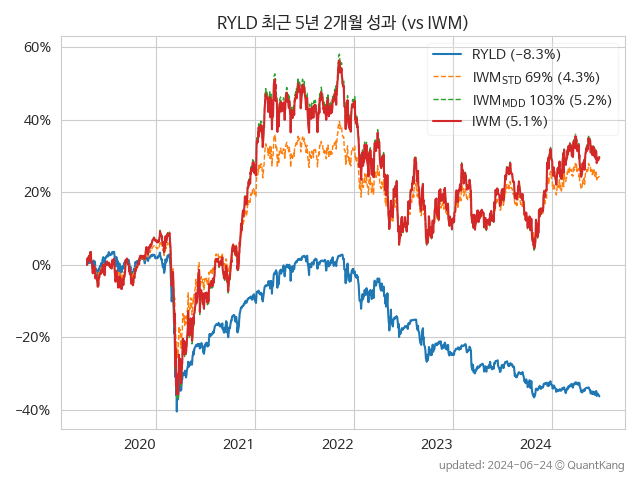 RYLD 최근 5년 2개월 성과 (vs IWM)
60%
40%
20%
0%
−20%
−40%
RYLD (−8.3%)
IWM_STD 69% (4.3%)
IWM_MDD 103% (5.2%)
IWM (5.1%)
2020 2021 2022 2023 2024
updated: 2024-06-24 © QuantKang